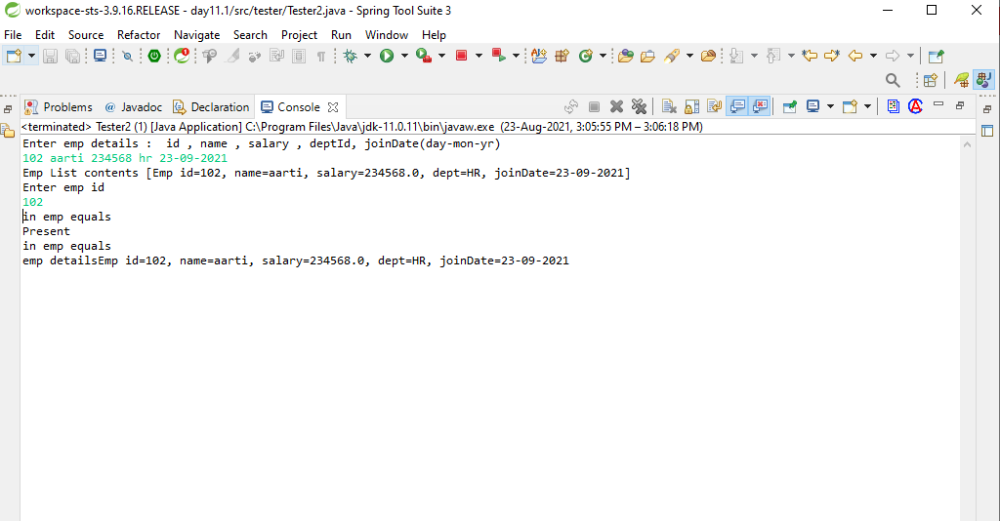 workspace-sts-3.9.16.RELEASE - day11.1/src/tester/Tester2.java - Spring Tool Suite 3
File Edit Source Refactor Navigate Search Project Run Window Help
Problems @ Javadoc Declaration Console
<terminated> Tester2 (1) [Java Application] C:\Program Files\Java\jdk-11.0.11\bin\javaw.exe (23-Aug-2021, 3:05:55 PM – 3:06:18 PM)
Enter emp details :  id , name , salary , deptId, joinDate(day-mon-yr)
102 aarti 234568 hr 23-09-2021
Emp List contents [Emp id=102, name=aarti, salary=234568.0, dept=HR, joinDate=23-09-2021]
Enter emp id
102
in emp equals
Present
in emp equals
emp detailsEmp id=102, name=aarti, salary=234568.0, dept=HR, joinDate=23-09-2021